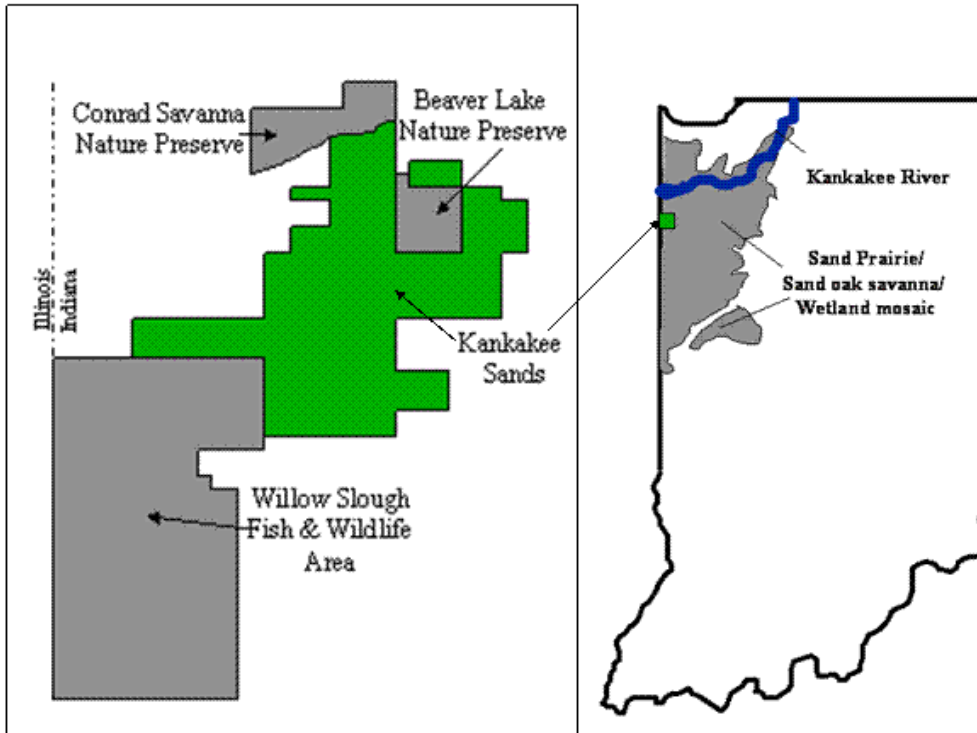 Conrad Savanna
Nature Preserve
Beaver Lake
Nature Preserve
Illinois
Indiana
Kankakee
Sands
Willow Slough
Fish & Wildlife
Area
Kankakee River
Sand Prairie/
Sand oak savanna/
Wetland mosaic